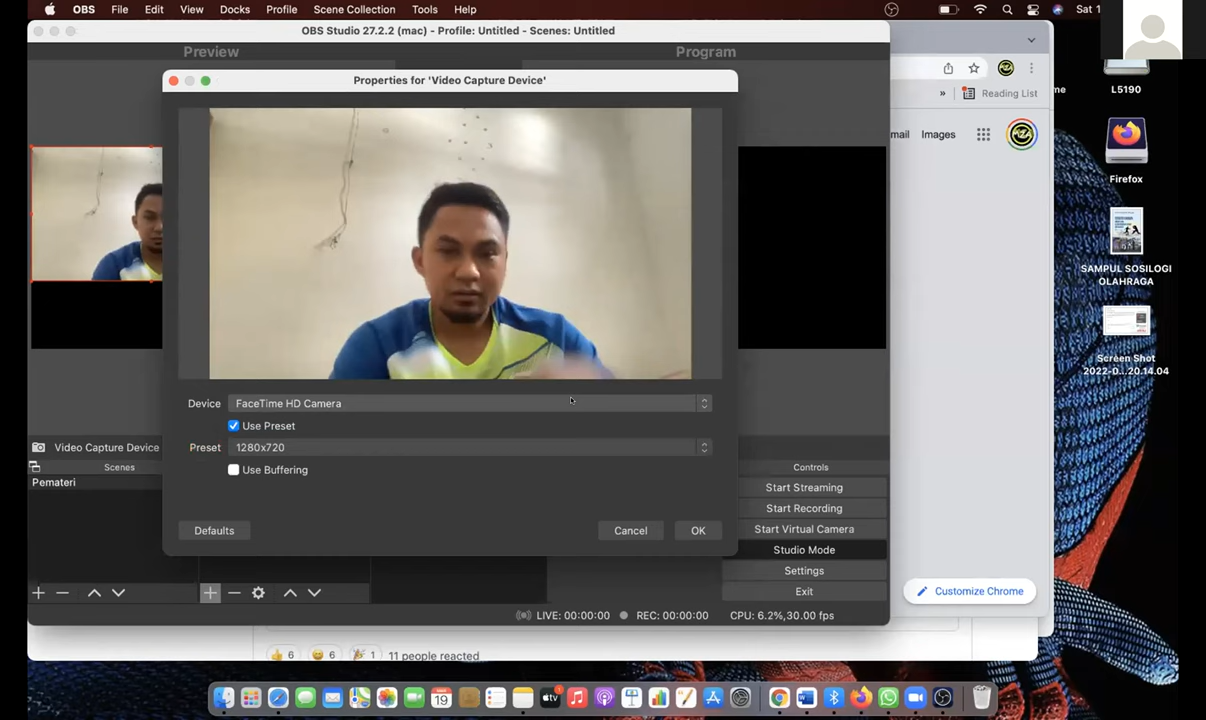 OBS File Edit View Docks Profile Scene Collection Tools Help Sat 1
OBS Studio 27.2.2 (mac) - Profile: Untitled - Scenes: Untitled
Preview
Program
Properties for 'Video Capture Device'
Reading List
me
L5190
mail
Images
Firefox
SAMPUL SOSILOGI
OLAHRAGA
Screen Shot
2022-0...20.14.04
Device
FaceTime HD Camera
Use Preset
Preset
1280x720
Use Buffering
Defaults
Cancel
OK
Video Capture Device
Scenes
Pemateri
Controls
Start Streaming
Start Recording
Start Virtual Camera
Studio Mode
Settings
Exit
Customize Chrome
LIVE: 00:00:00
REC: 00:00:00
CPU: 6.2%,30.00 fps
6
6
1
11 people reacted
19
tv